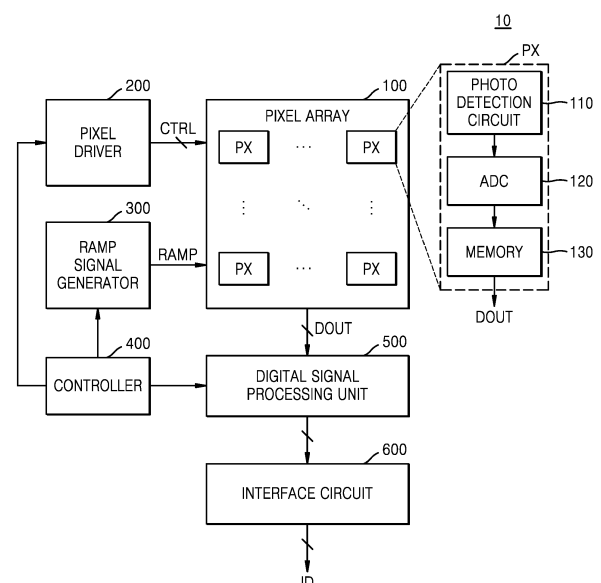 10
200
PIXEL
DRIVER
CTRL
100
PIXEL ARRAY
PX
...
PX
PX
...
PX
PX
PHOTO
DETECTION
CIRCUIT
110
ADC
120
MEMORY
130
DOUT
300
RAMP
SIGNAL
GENERATOR
RAMP
DOUT
400
CONTROLLER
500
DIGITAL SIGNAL
PROCESSING UNIT
600
INTERFACE CIRCUIT
ID